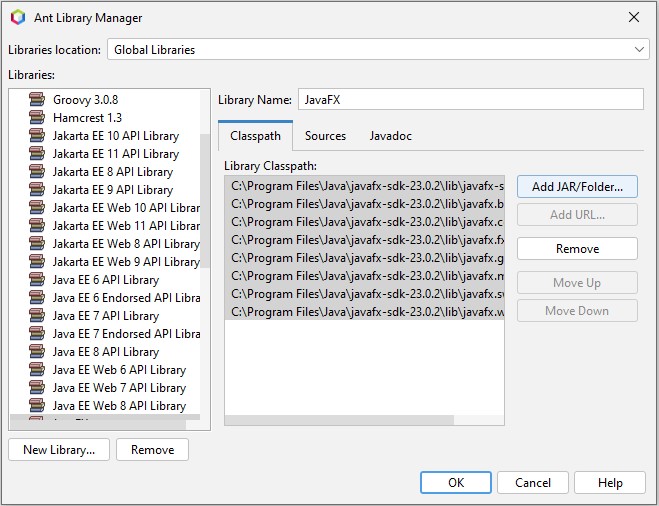 Ant Library Manager
Libraries location: Global Libraries
Libraries:
Groovy 3.0.8
Hamcrest 1.3
Jakarta EE 10 API Library
Jakarta EE 11 API Library
Jakarta EE 8 API Library
Jakarta EE 9 API Library
Jakarta EE Web 10 API Librar
Jakarta EE Web 11 API Librar
Jakarta EE Web 8 API Library
Jakarta EE Web 9 API Library
Java EE 6 API Library
Java EE 6 Endorsed API Libra
Java EE 7 API Library
Java EE 7 Endorsed API Libra
Java EE 8 API Library
Java EE Web 6 API Library
Java EE Web 7 API Library
Java EE Web 8 API Library
New Library...
Remove
Library Name: JavaFX
Classpath
Sources
Javadoc
Library Classpath:
C:\Program Files\Java\javafx-sdk-23.0.2\lib\javafx-s
C:\Program Files\Java\javafx-sdk-23.0.2\lib\javafx.b
C:\Program Files\Java\javafx-sdk-23.0.2\lib\javafx.c
C:\Program Files\Java\javafx-sdk-23.0.2\lib\javafx.fx
C:\Program Files\Java\javafx-sdk-23.0.2\lib\javafx.g
C:\Program Files\Java\javafx-sdk-23.0.2\lib\javafx.m
C:\Program Files\Java\javafx-sdk-23.0.2\lib\javafx.sw
C:\Program Files\Java\javafx-sdk-23.0.2\lib\javafx.w
Add JAR/Folder...
Add URL...
Remove
Move Up
Move Down
OK
Cancel
Help